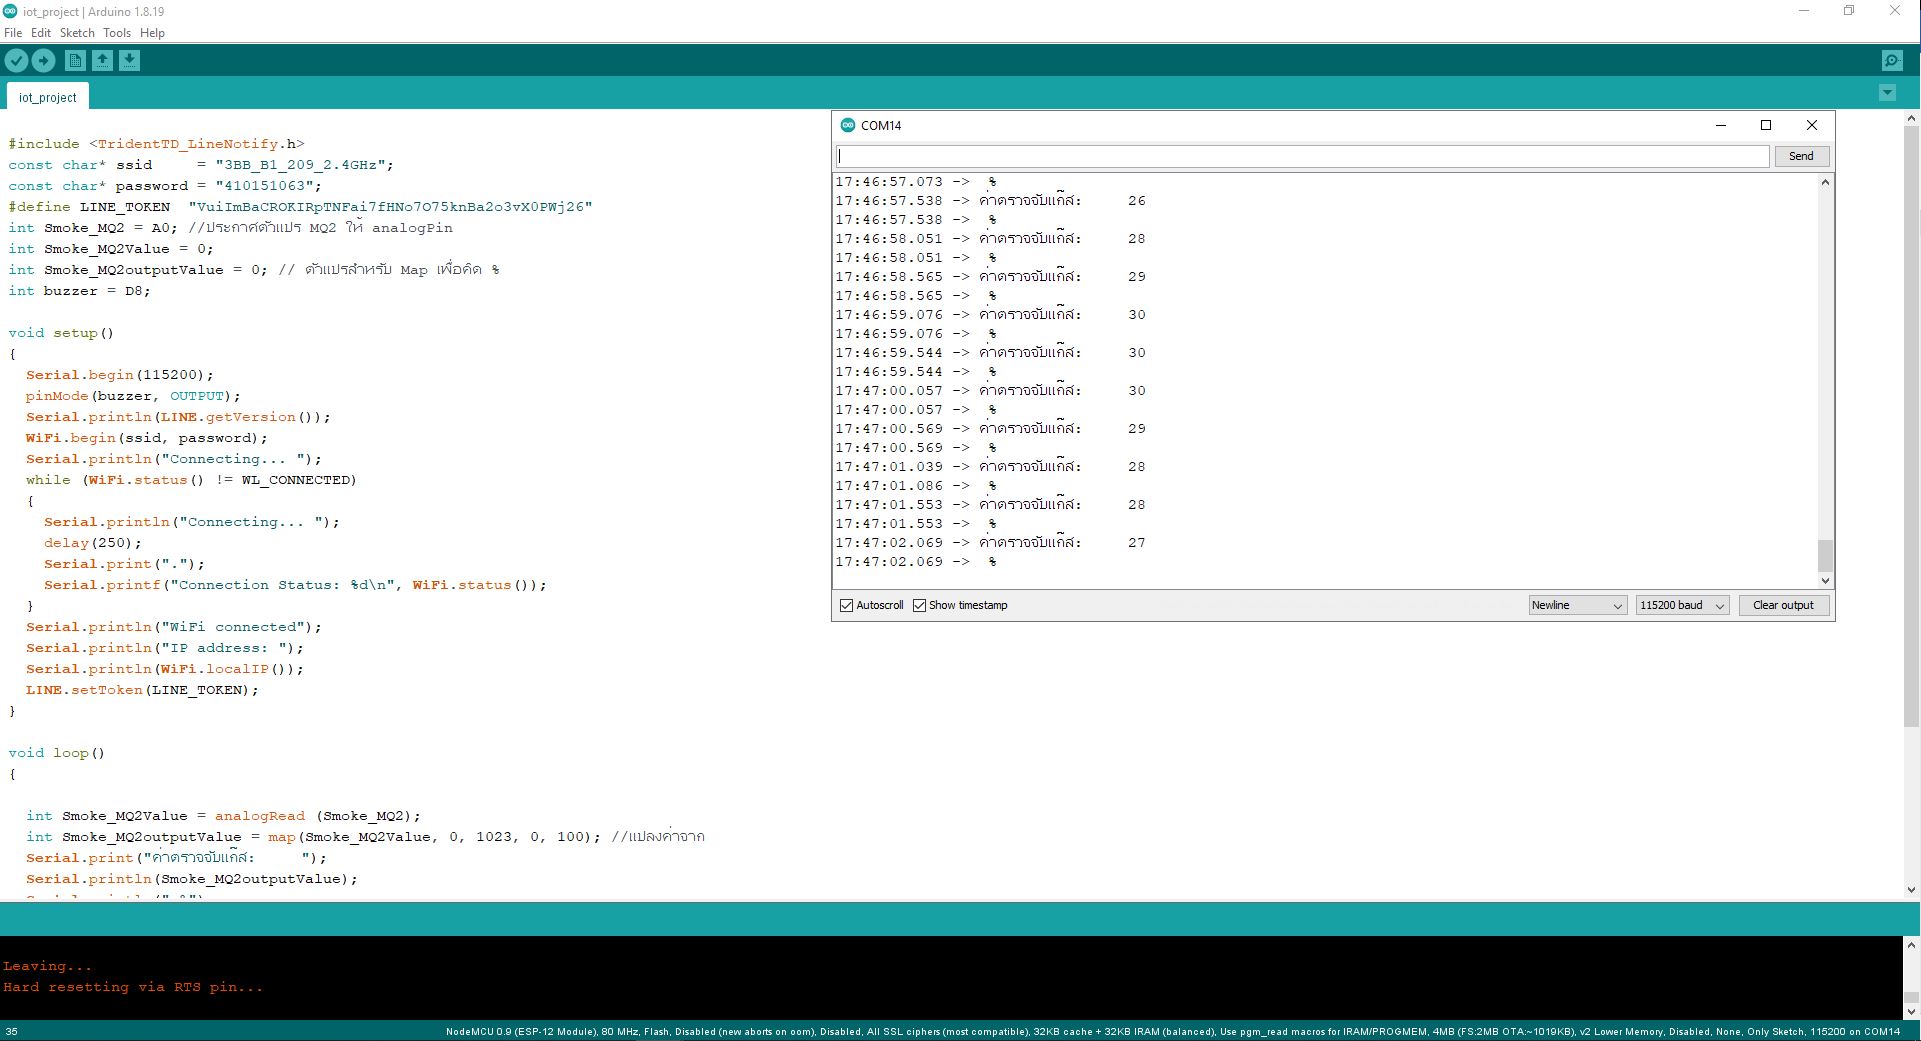 iot_project | Arduino 1.8.19
File Edit Sketch Tools Help
iot_project
#include <TridentTD_LineNotify.h>
const char* ssid     = "3BB_B1_209_2.4GHz";
const char* password = "410151063";
#define LINE_TOKEN  "VuiImBaCROKIRpTNFai7fHNo7O75knBa2o3vX0PWj26"
int Smoke_MQ2 = A0; //ประกาศตัวแปร MQ2 ให้ analogPin
int Smoke_MQ2Value = 0;
int Smoke_MQ2outputValue = 0; // ตัวแปรสำหรับ Map เพื่อคิด %
int buzzer = D8;
void setup()
{
  Serial.begin(115200);
  pinMode(buzzer, OUTPUT);
  Serial.println(LINE.getVersion());
  WiFi.begin(ssid, password);
  Serial.println("Connecting... ");
  while (WiFi.status() != WL_CONNECTED)
  {
    Serial.println("Connecting... ");
    delay(250);
    Serial.print(".");
    Serial.printf("Connection Status: %d\n", WiFi.status());
  }
  Serial.println("WiFi connected");
  Serial.println("IP address: ");
  Serial.println(WiFi.localIP());
  LINE.setToken(LINE_TOKEN);
}
void loop()
{
  int Smoke_MQ2Value = analogRead (Smoke_MQ2);
  int Smoke_MQ2outputValue = map(Smoke_MQ2Value, 0, 1023, 0, 100); //แปลงค่าจาก
  Serial.print("ค่าตรวจจับแก๊ส:     ");
  Serial.println(Smoke_MQ2outputValue);
COM14
Send
17:46:57.073 ->  %
17:46:57.538 -> ค่าตรวจจับแก๊ส:     26
17:46:57.538 ->  %
17:46:58.051 -> ค่าตรวจจับแก๊ส:     28
17:46:58.051 ->  %
17:46:58.565 -> ค่าตรวจจับแก๊ส:     29
17:46:58.565 ->  %
17:46:59.076 -> ค่าตรวจจับแก๊ส:     30
17:46:59.076 ->  %
17:46:59.544 -> ค่าตรวจจับแก๊ส:     30
17:46:59.544 ->  %
17:47:00.057 -> ค่าตรวจจับแก๊ส:     30
17:47:00.057 ->  %
17:47:00.569 -> ค่าตรวจจับแก๊ส:     29
17:47:00.569 ->  %
17:47:01.039 -> ค่าตรวจจับแก๊ส:     28
17:47:01.086 ->  %
17:47:01.553 -> ค่าตรวจจับแก๊ส:     28
17:47:01.553 ->  %
17:47:02.069 -> ค่าตรวจจับแก๊ส:     27
17:47:02.069 ->  %
Autoscroll Show timestamp Newline 115200 baud Clear output
Leaving...
Hard resetting via RTS pin...
35 NodeMCU 0.9 (ESP-12 Module), 80 MHz, Flash, Disabled (new aborts on oom), Disabled, All SSL ciphers (most compatible), 32KB cache + 32KB IRAM (balanced), Use pgm_read macros for IRAM/PROGMEM, 4MB (FS:2MB OTA:~1019KB), v2 Lower Memory, Disabled, None, Only Sketch, 115200 on COM14